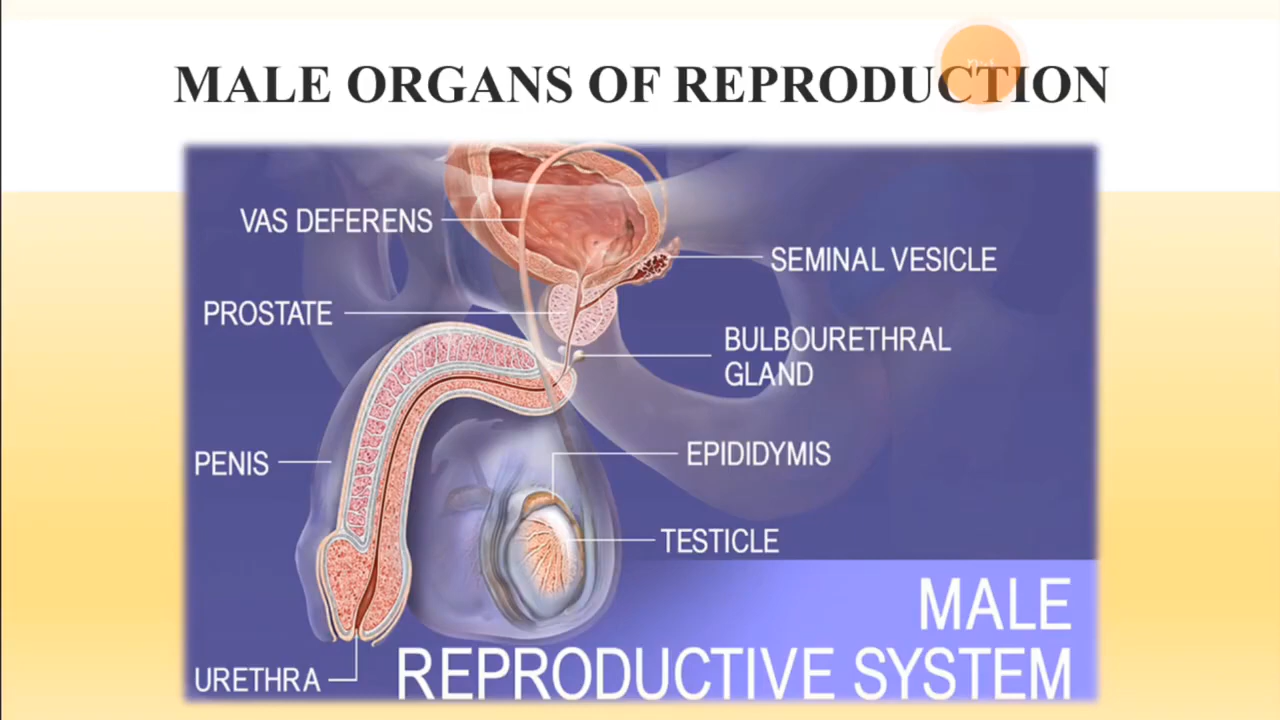 MALE ORGANS OF REPRODUCTION
VAS DEFERENS
SEMINAL VESICLE
PROSTATE
BULBOURETHRAL
GLAND
EPIDIDYMIS
PENIS
TESTICLE
MALE
REPRODUCTIVE SYSTEM
URETHRA